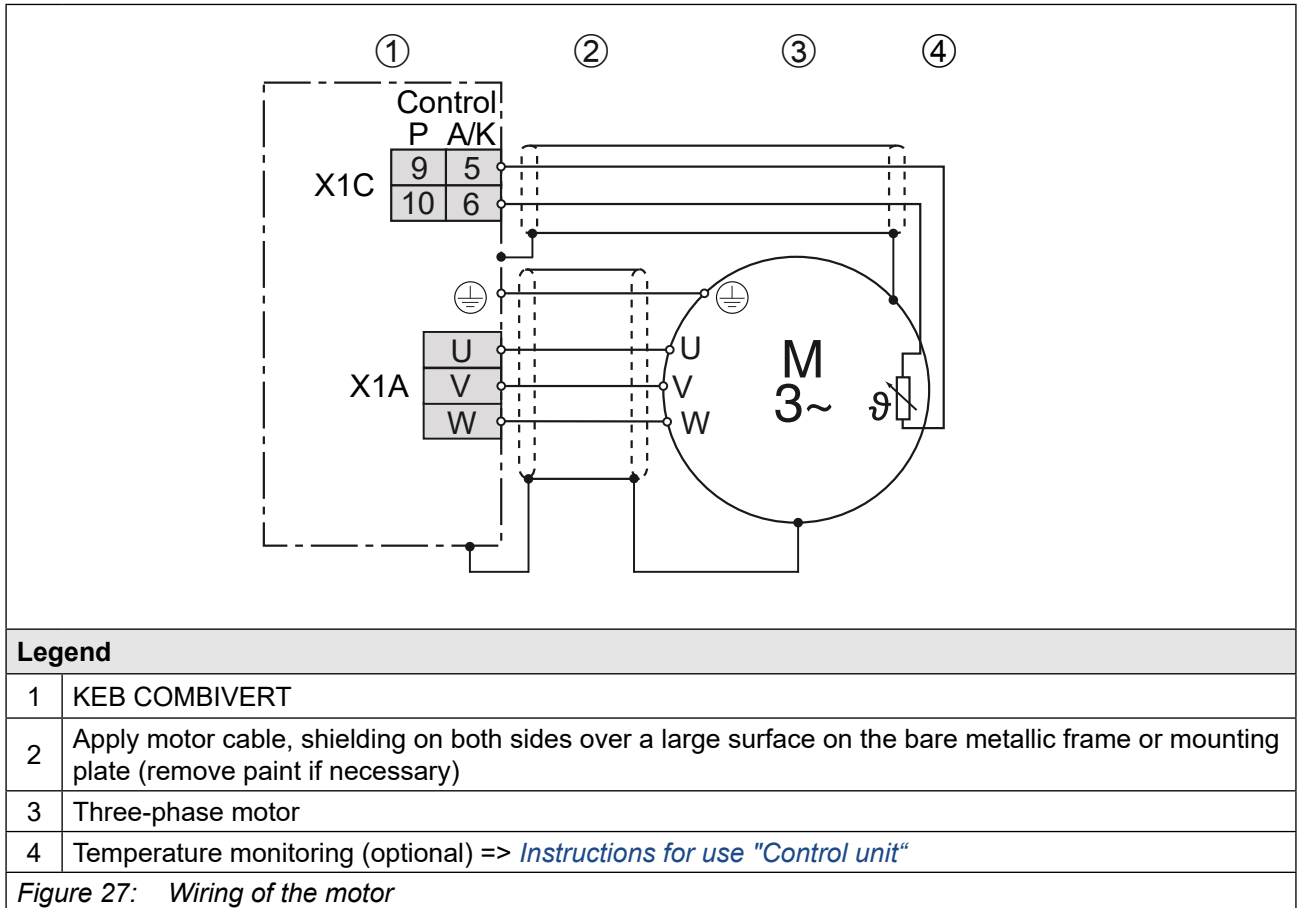 ① ② ③ ④
Control
P A/K
X1C 9 5
10 6
U U
X1A V V
W W
M
3~
ϑ
Legend
1 KEB COMBIVERT
2 Apply motor cable, shielding on both sides over a large surface on the bare metallic frame or mounting
plate (remove paint if necessary)
3 Three-phase motor
4 Temperature monitoring (optional) => Instructions for use "Control unit“
Figure 27: Wiring of the motor